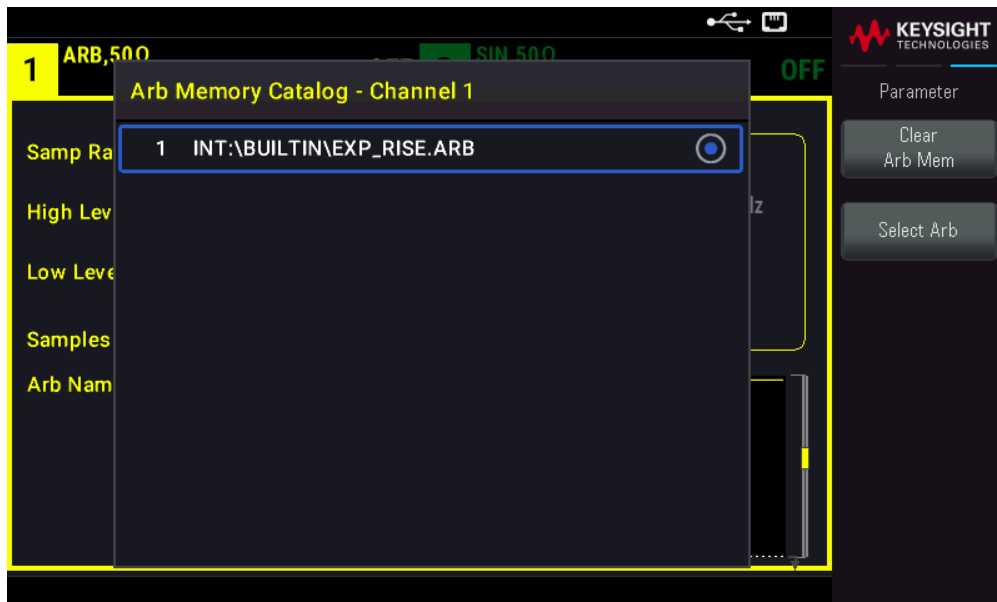 KEYSIGHT
TECHNOLOGIES
1
ARB,50Ω
SIN,50Ω
OFF
Parameter
Arb Memory Catalog - Channel 1
Clear
Arb Mem
1 INT:\BUILTIN\EXP_RISE.ARB
Samp Ra
High Lev
Select Arb
Low Leve
Samples
Arb Nam